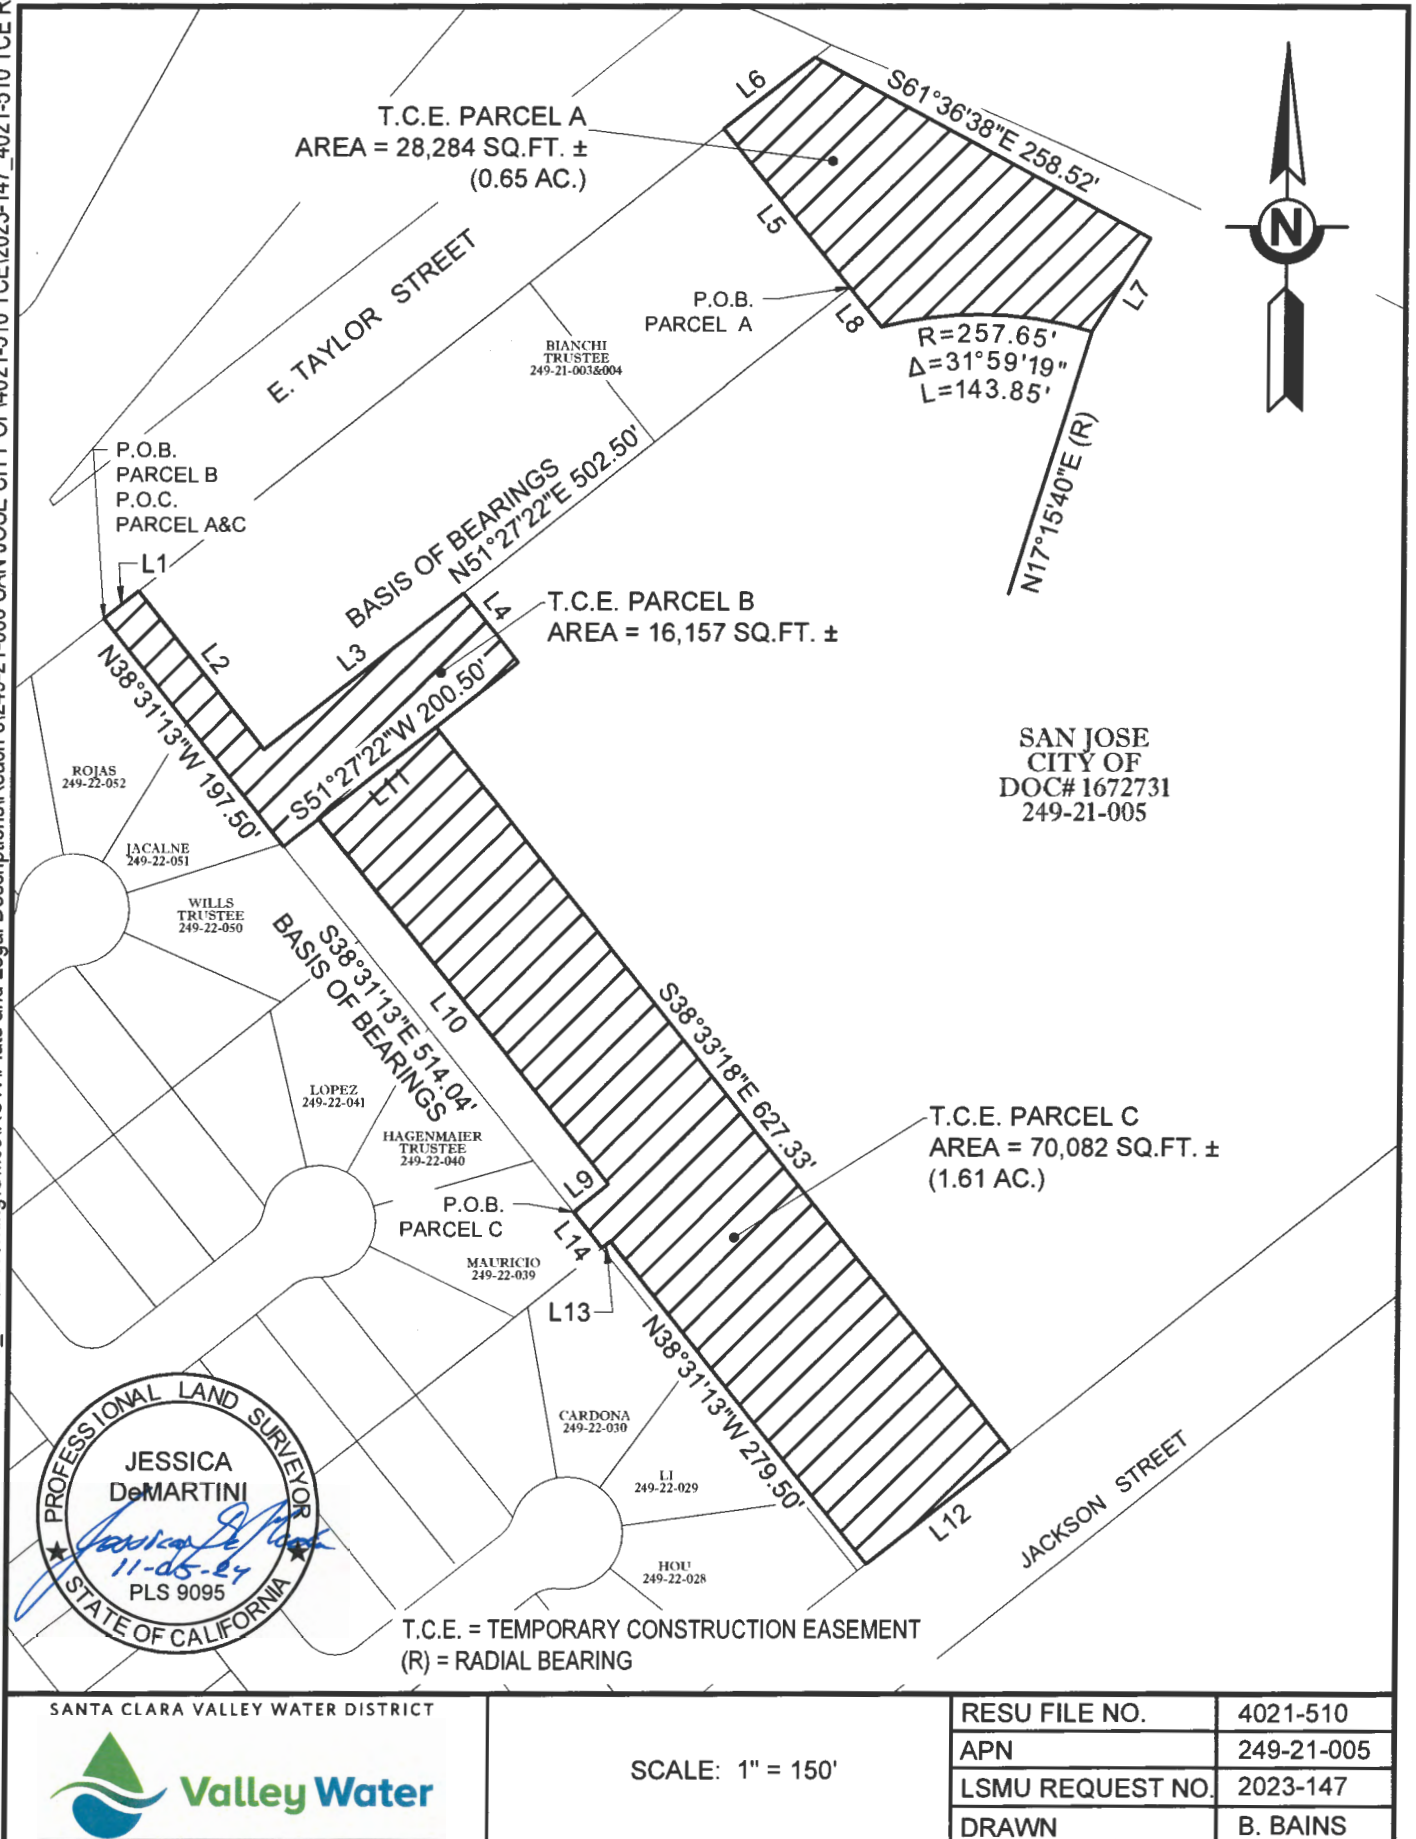 T.C.E. PARCEL A
AREA = 28,284 SQ.FT. ±
(0.65 AC.)
L6
S61°36'38"E 258.52'
L5
L7
L8
P.O.B.
PARCEL A
R=257.65'
Δ=31°59'19"
L=143.85'
N17°15'40"E (R)
N
E. TAYLOR STREET
BIANCHI
TRUSTEE
249-21-003&004
P.O.B.
PARCEL B
P.O.C.
PARCEL A&C
L1
BASIS OF BEARINGS
N51°27'22"E 502.50'
L2
L3
L4
T.C.E. PARCEL B
AREA = 16,157 SQ.FT. ±
N38°31'13"W 197.50'
S51°27'22"W 200.50'
L11
SAN JOSE
CITY OF
DOC# 1672731
249-21-005
ROJAS
249-22-052
JACALNE
249-22-051
WILLS
TRUSTEE
249-22-050
S38°31'13"E 514.04'
BASIS OF BEARINGS
L10
S38°33'18"E 627.33'
LOPEZ
249-22-041
HAGENMAIER
TRUSTEE
249-22-040
T.C.E. PARCEL C
AREA = 70,082 SQ.FT. ±
(1.61 AC.)
L9
P.O.B.
PARCEL C
L14
MAURICIO
249-22-039
L13
N38°31'13"W 279.50'
CARDONA
249-22-030
LI
249-22-029
HOU
249-22-028
L12
JACKSON STREET
PROFESSIONAL LAND SURVEYOR
JESSICA
DeMARTINI
11-05-24
PLS 9095
STATE OF CALIFORNIA
T.C.E. = TEMPORARY CONSTRUCTION EASEMENT
(R) = RADIAL BEARING
SANTA CLARA VALLEY WATER DISTRICT
Valley Water
SCALE: 1" = 150'
RESU FILE NO. 4021-510
APN 249-21-005
LSMU REQUEST NO. 2023-147
DRAWN B. BAINS